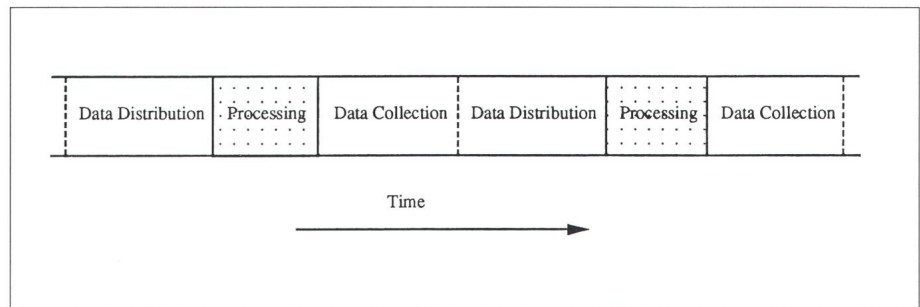 Data Distribution Processing Data Collection Data Distribution Processing Data Collection
Time